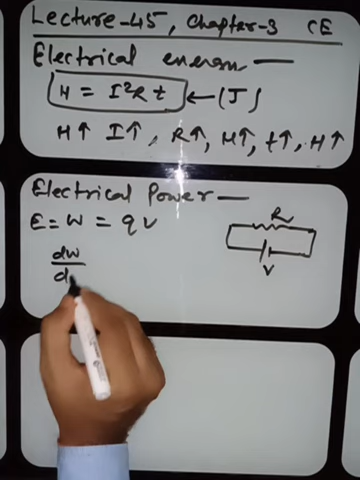 Lecture-45, Chapter-3 CE
Electrical energy —
H = I²Rt ← (J)
H↑ I↑, R↑, H↑, t↑, H↑
Electrical Power —
E = W = qv
R
V
dw
d